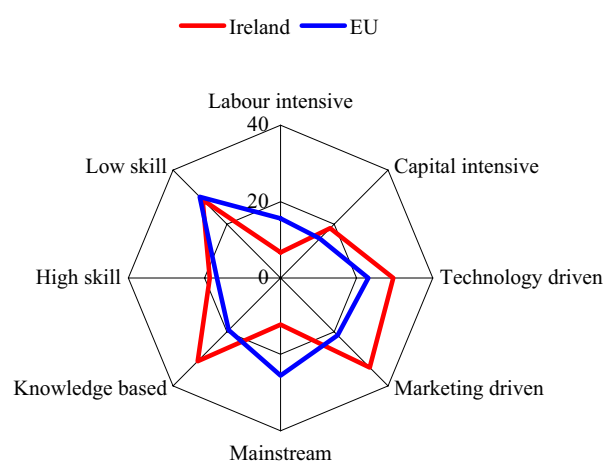 Ireland EU
Labour intensive
40
Low skill Capital intensive
20
High skill 0 Technology driven
Knowledge based Marketing driven
Mainstream